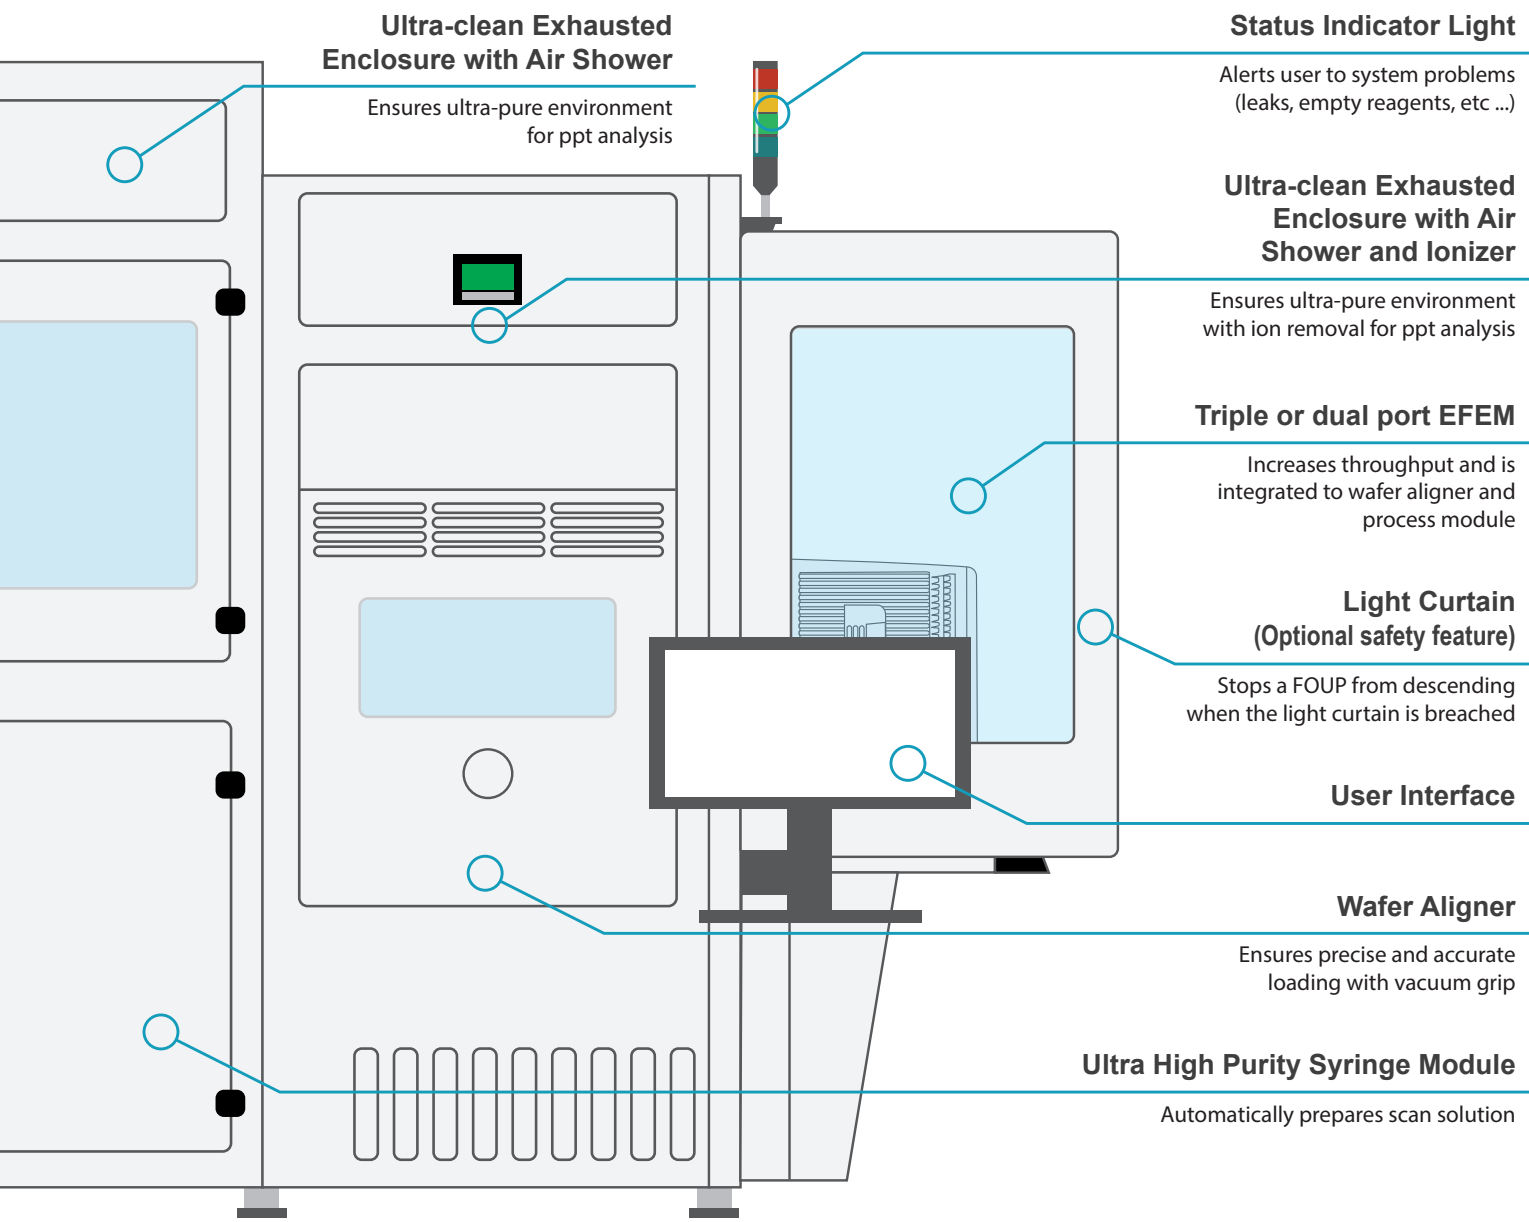 Ultra-clean Exhausted
Enclosure with Air Shower
Ensures ultra-pure environment
for ppt analysis
Status Indicator Light
Alerts user to system problems
(leaks, empty reagents, etc ...)
Ultra-clean Exhausted
Enclosure with Air
Shower and Ionizer
Ensures ultra-pure environment
with ion removal for ppt analysis
Triple or dual port EFEM
Increases throughput and is
integrated to wafer aligner and
process module
Light Curtain
(Optional safety feature)
Stops a FOUP from descending
when the light curtain is breached
User Interface
Wafer Aligner
Ensures precise and accurate
loading with vacuum grip
Ultra High Purity Syringe Module
Automatically prepares scan solution